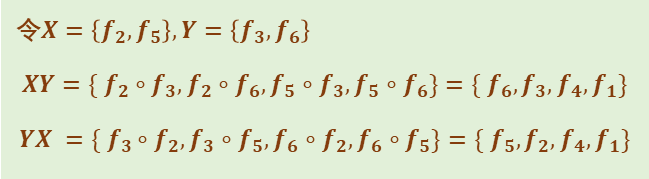 令X = {f₂, f₅}, Y = {f₃, f₆}
XY = { f₂ ∘ f₃, f₂ ∘ f₆, f₅ ∘ f₃, f₅ ∘ f₆} = { f₆, f₃, f₄, f₁}
YX = { f₃ ∘ f₂, f₃ ∘ f₅, f₆ ∘ f₂, f₆ ∘ f₅} = { f₅, f₂, f₄, f₁}